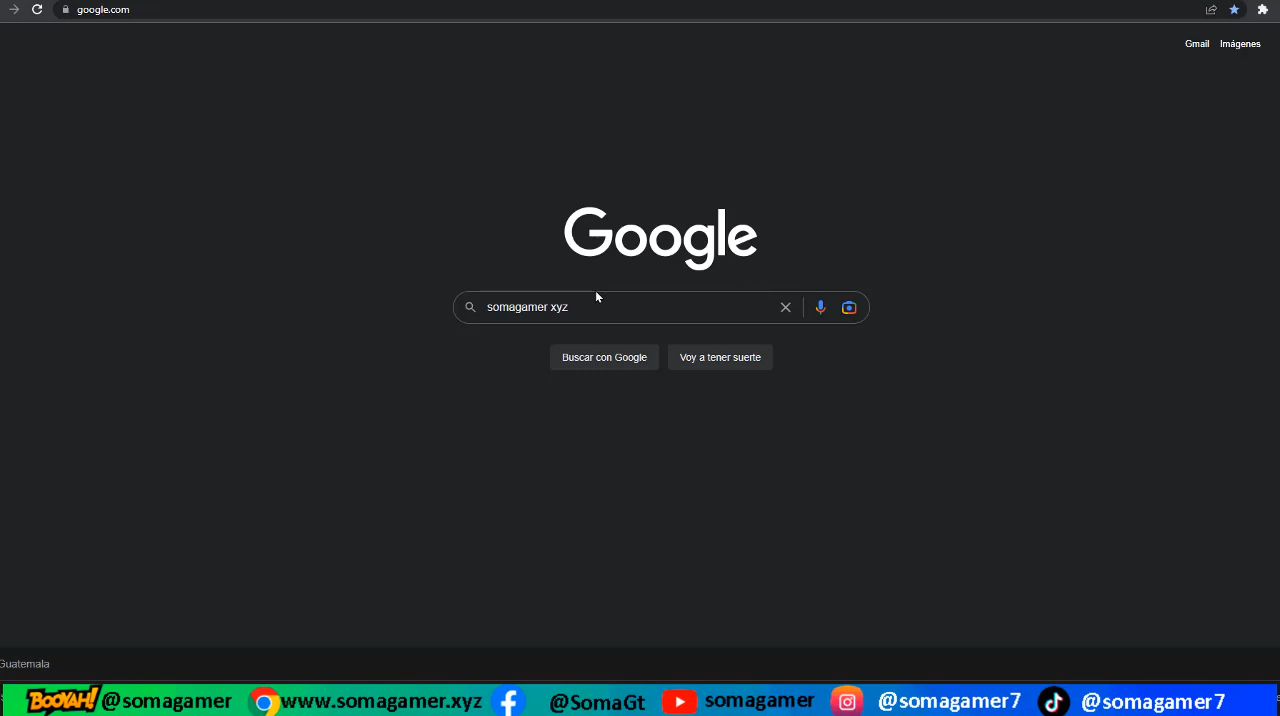 google.com
Gmail Imágenes
Google
somagamer xyz
Buscar con Google Voy a tener suerte
Guatemala
BOOYAH! @somagamer www.somagamer.xyz @SomaGt somagamer @somagamer7 @somagamer7